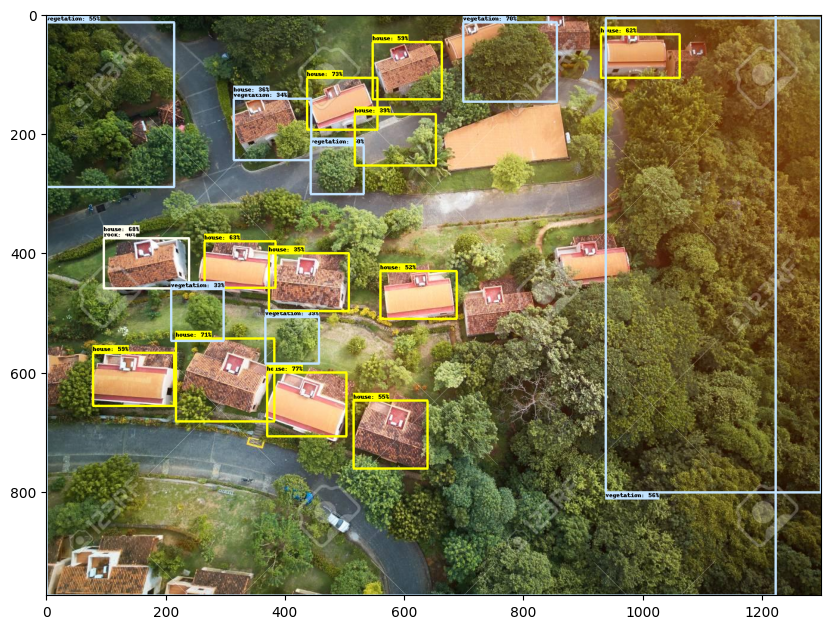 vegetation: 55%
vegetation: 70%
house: 62%
house: 59%
house: 73%
house: 36%
vegetation: 34%
house: 39%
house: 68%
house: 63%
house: 35%
house: 52%
vegetation: 33%
house: 71%
house: 59%
house: 77%
house: 55%
vegetation: 56%
0
200
400
600
800
0 200 400 600 800 1000 1200